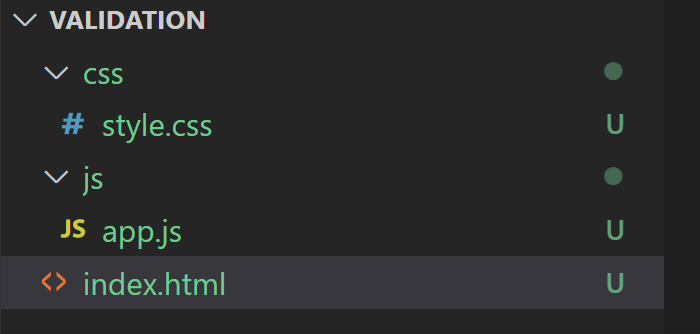 VALIDATION
css
# style.css U
js
JS app.js U
<> index.html U